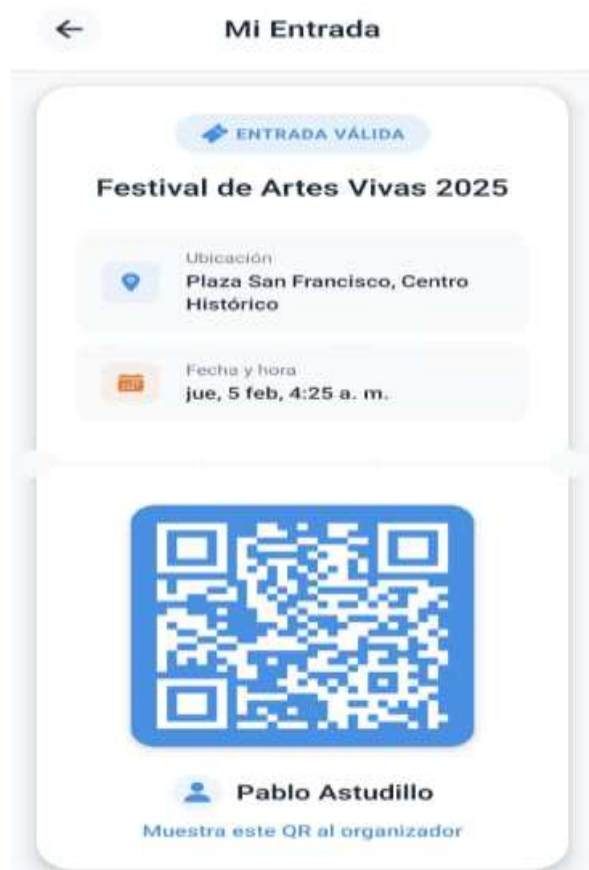 Mi Entrada
ENTRADA VÁLIDA
Festival de Artes Vivas 2025
Ubicación
Plaza San Francisco, Centro
Histórico
Fecha y hora
jue, 5 feb, 4:25 a. m.
Pablo Astudillo
Muestra este QR al organizador